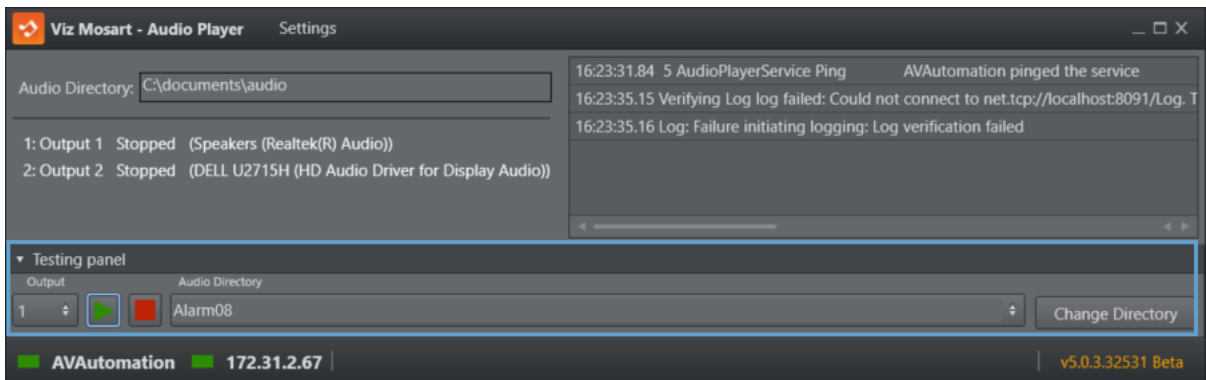 Viz Mosart - Audio Player Settings
Audio Directory: C:\documents\audio
1: Output 1 Stopped (Speakers (Realtek(R) Audio))
2: Output 2 Stopped (DELL U2715H (HD Audio Driver for Display Audio))
16:23:31.84 5 AudioPlayerService Ping AVAutomation pinged the service
16:23:35.15 Verifying Log log failed: Could not connect to net.tcp://localhost:8091/Log. T
16:23:35.16 Log: Failure initiating logging: Log verification failed
Testing panel
Output Audio Directory
1 Alarm08 Change Directory
AVAutomation 172.31.2.67 v5.0.3.32531 Beta